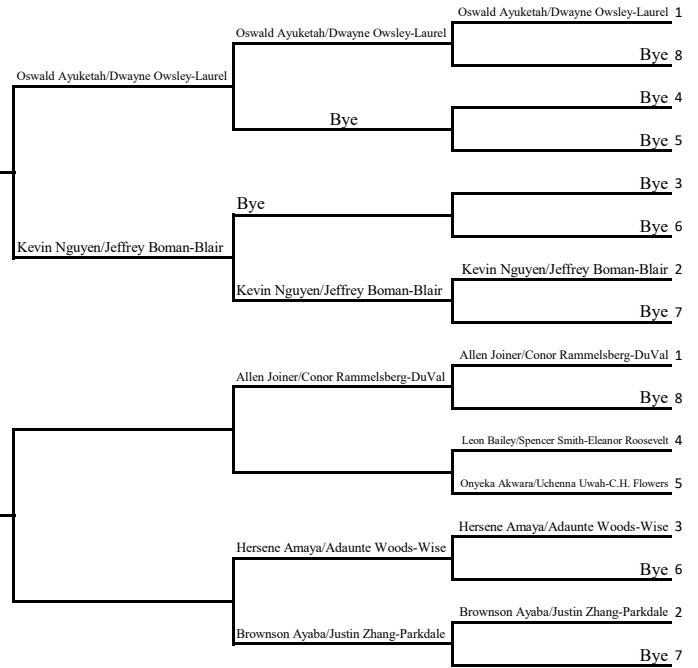 Oswald Ayuketah/Dwayne Owsley-Laurel 1
Oswald Ayuketah/Dwayne Owsley-Laurel
Bye 8
Oswald Ayuketah/Dwayne Owsley-Laurel
Bye 4
Bye
Bye 5
Bye 3
Bye
Bye 6
Kevin Nguyen/Jeffrey Boman-Blair
Kevin Nguyen/Jeffrey Boman-Blair 2
Kevin Nguyen/Jeffrey Boman-Blair
Bye 7
Allen Joiner/Conor Rammelsberg-DuVal 1
Allen Joiner/Conor Rammelsberg-DuVal
Bye 8
Leon Bailey/Spencer Smith-Eleanor Roosevelt 4
Onyeka Akwara/Uchenna Uwah-C.H. Flowers 5
Hersene Amaya/Adaunte Woods-Wise 3
Hersene Amaya/Adaunte Woods-Wise
Bye 6
Brownson Ayaba/Justin Zhang-Parkdale 2
Brownson Ayaba/Justin Zhang-Parkdale
Bye 7